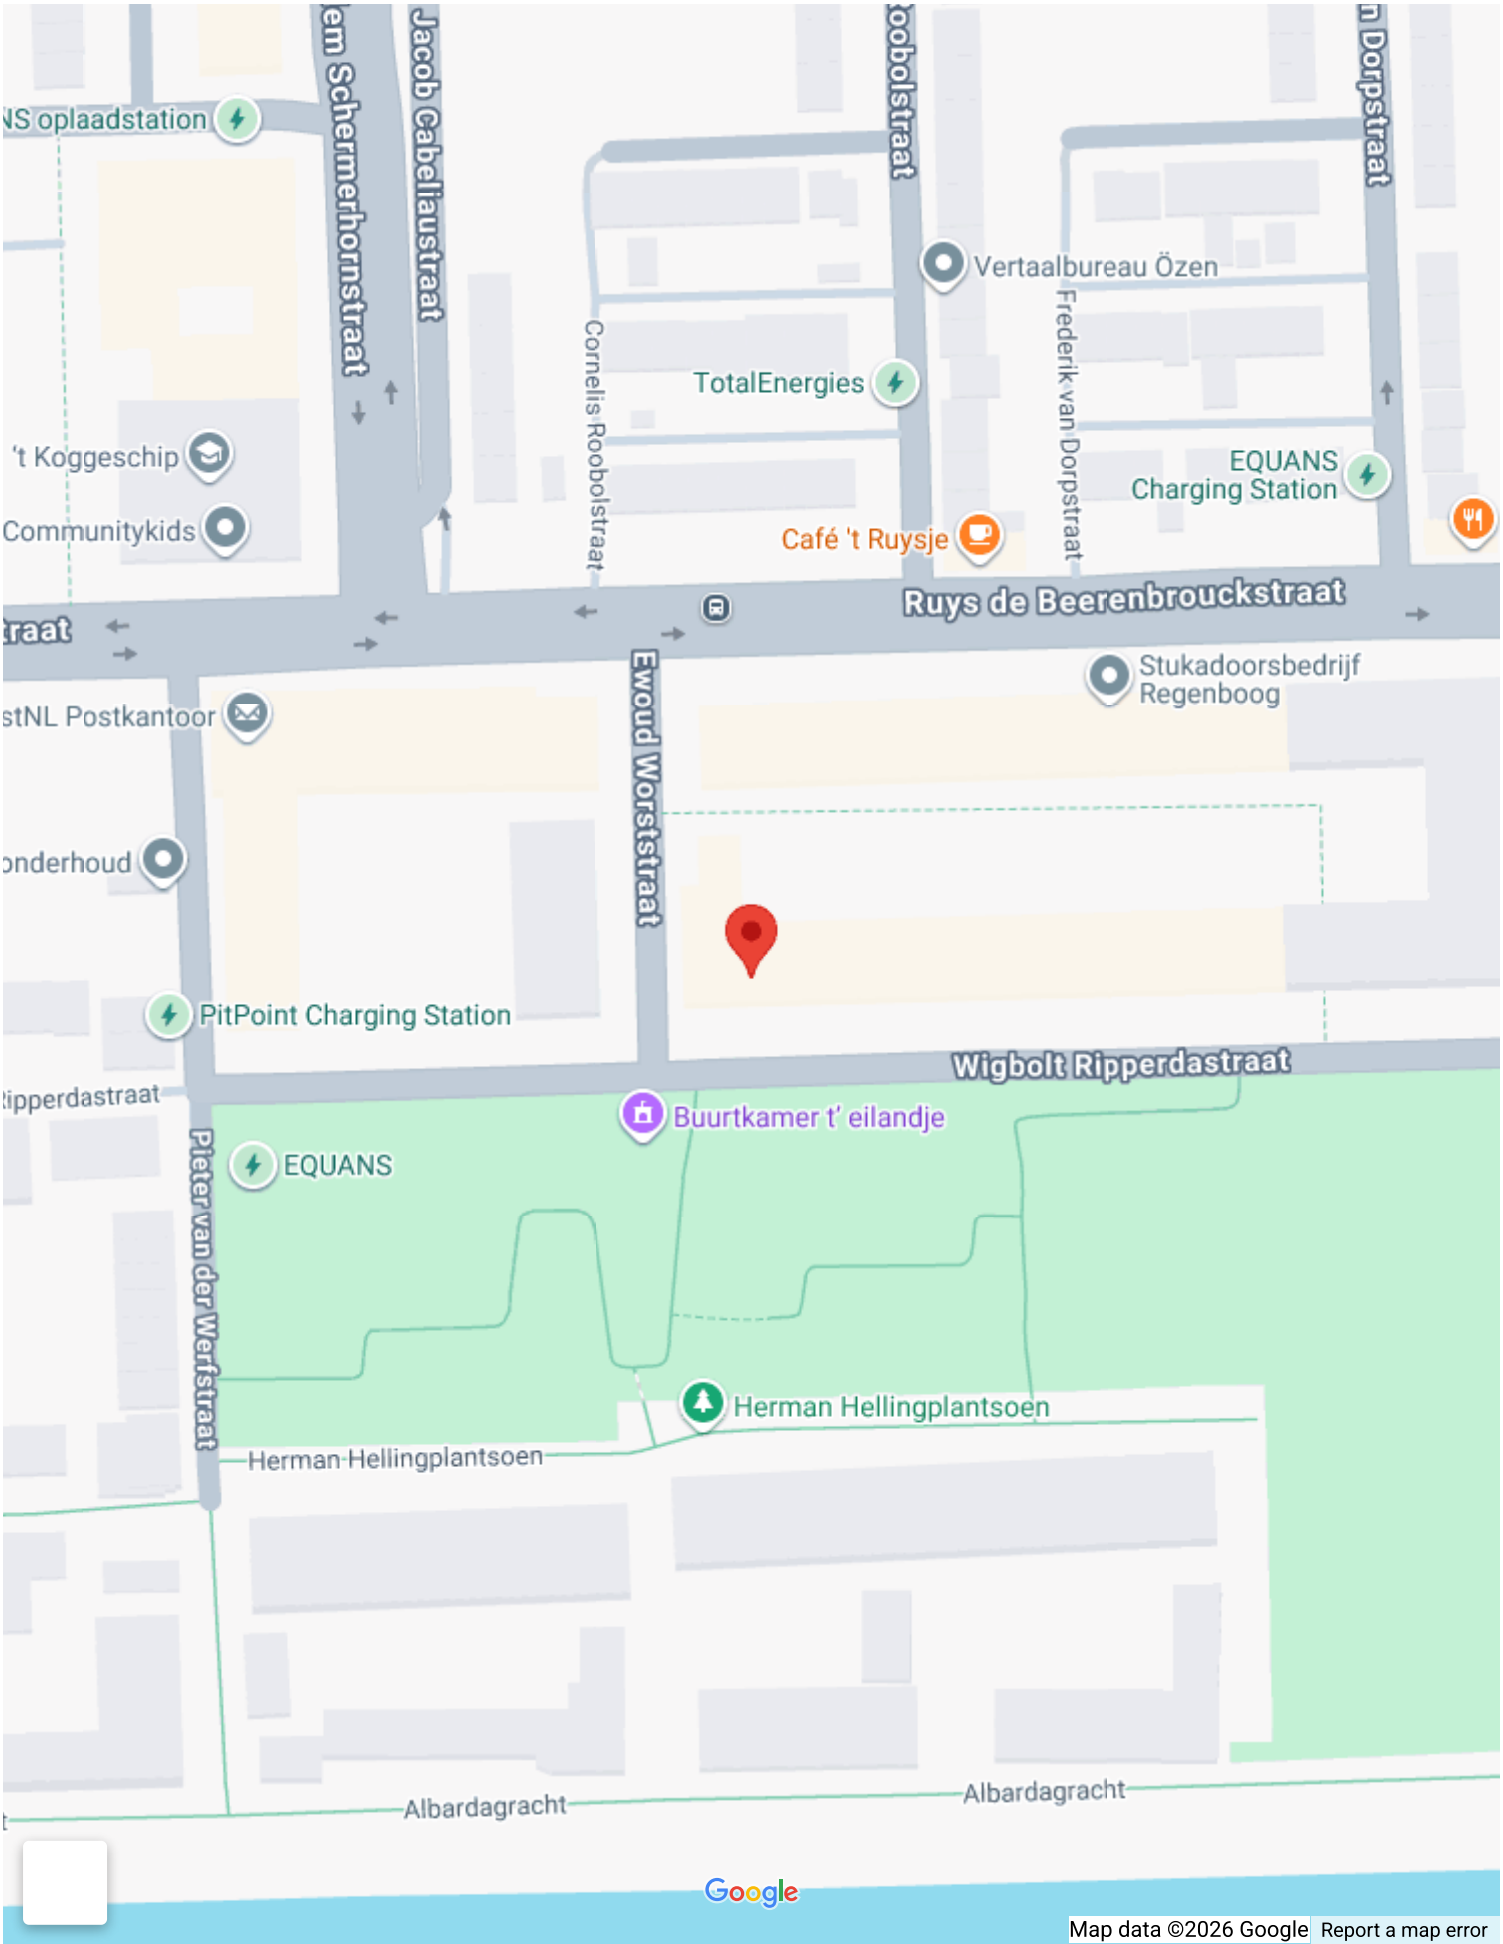 em Schermerhornstraat
Jacob Cabeliaustraat
oobolstraat
n Dorpstraat
NS oplaadstation
Vertaalbureau Özen
Cornelis Roobolstraat
Frederik van Dorpstraat
TotalEnergies
't Koggeschip
EQUANS
Charging Station
Communitykids
Café 't Ruysje
Ruys de Beerenbrouckstraat
traat
Ewoud Worststraat
Stukadoorsbedrijf
Regenboog
stNL Postkantoor
onderhoud
PitPoint Charging Station
Wigbolt Ripperdastraat
Ripperdastraat
Buurtkamer t' eilandje
Pieter van der Werfstraat
EQUANS
Herman Hellingplantsoen
Herman Hellingplantsoen
Albardagracht
Albardagracht
t
Google
Map data ©2026 Google
Report a map error